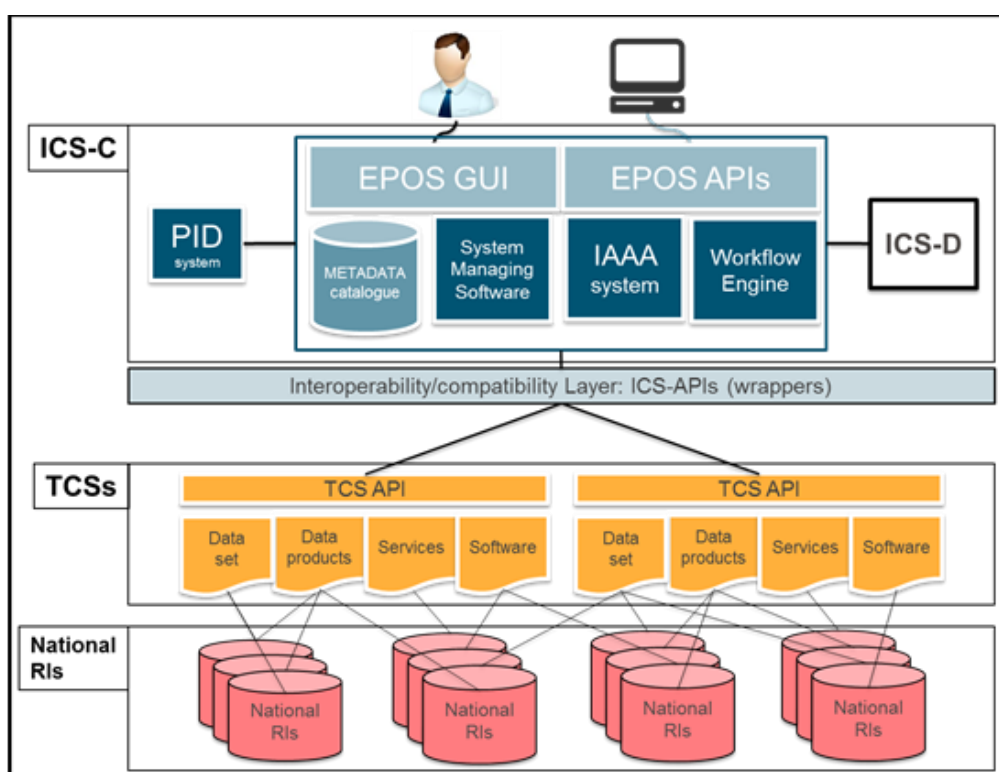 ICS-C
EPOS GUI
EPOS APIs
PID
system
METADATA
catalogue
System
Managing
Software
IAAA
system
Workflow
Engine
ICS-D
Interoperability/compatibility Layer: ICS-APIs (wrappers)
TCSs
TCS API
TCS API
Data
set
Data
products
Services
Software
Data
set
Data
products
Services
Software
National
RIs
National
RIs
National
RIs
National
RIs
National
RIs